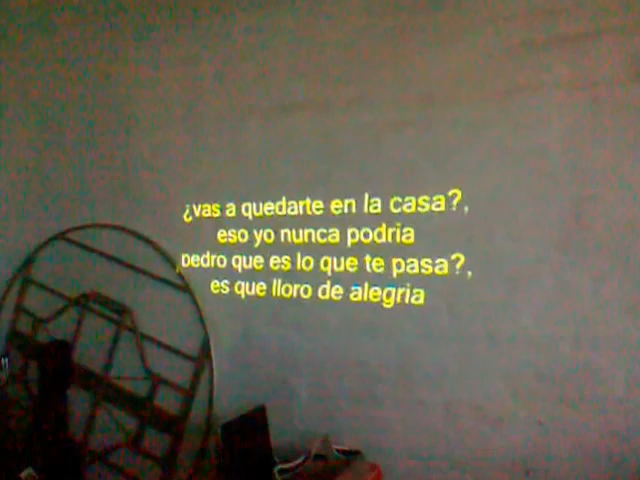 ¿vas a quedarte en la casa?,
eso yo nunca podria
pedro que es lo que te pasa?,
es que lloro de alegria